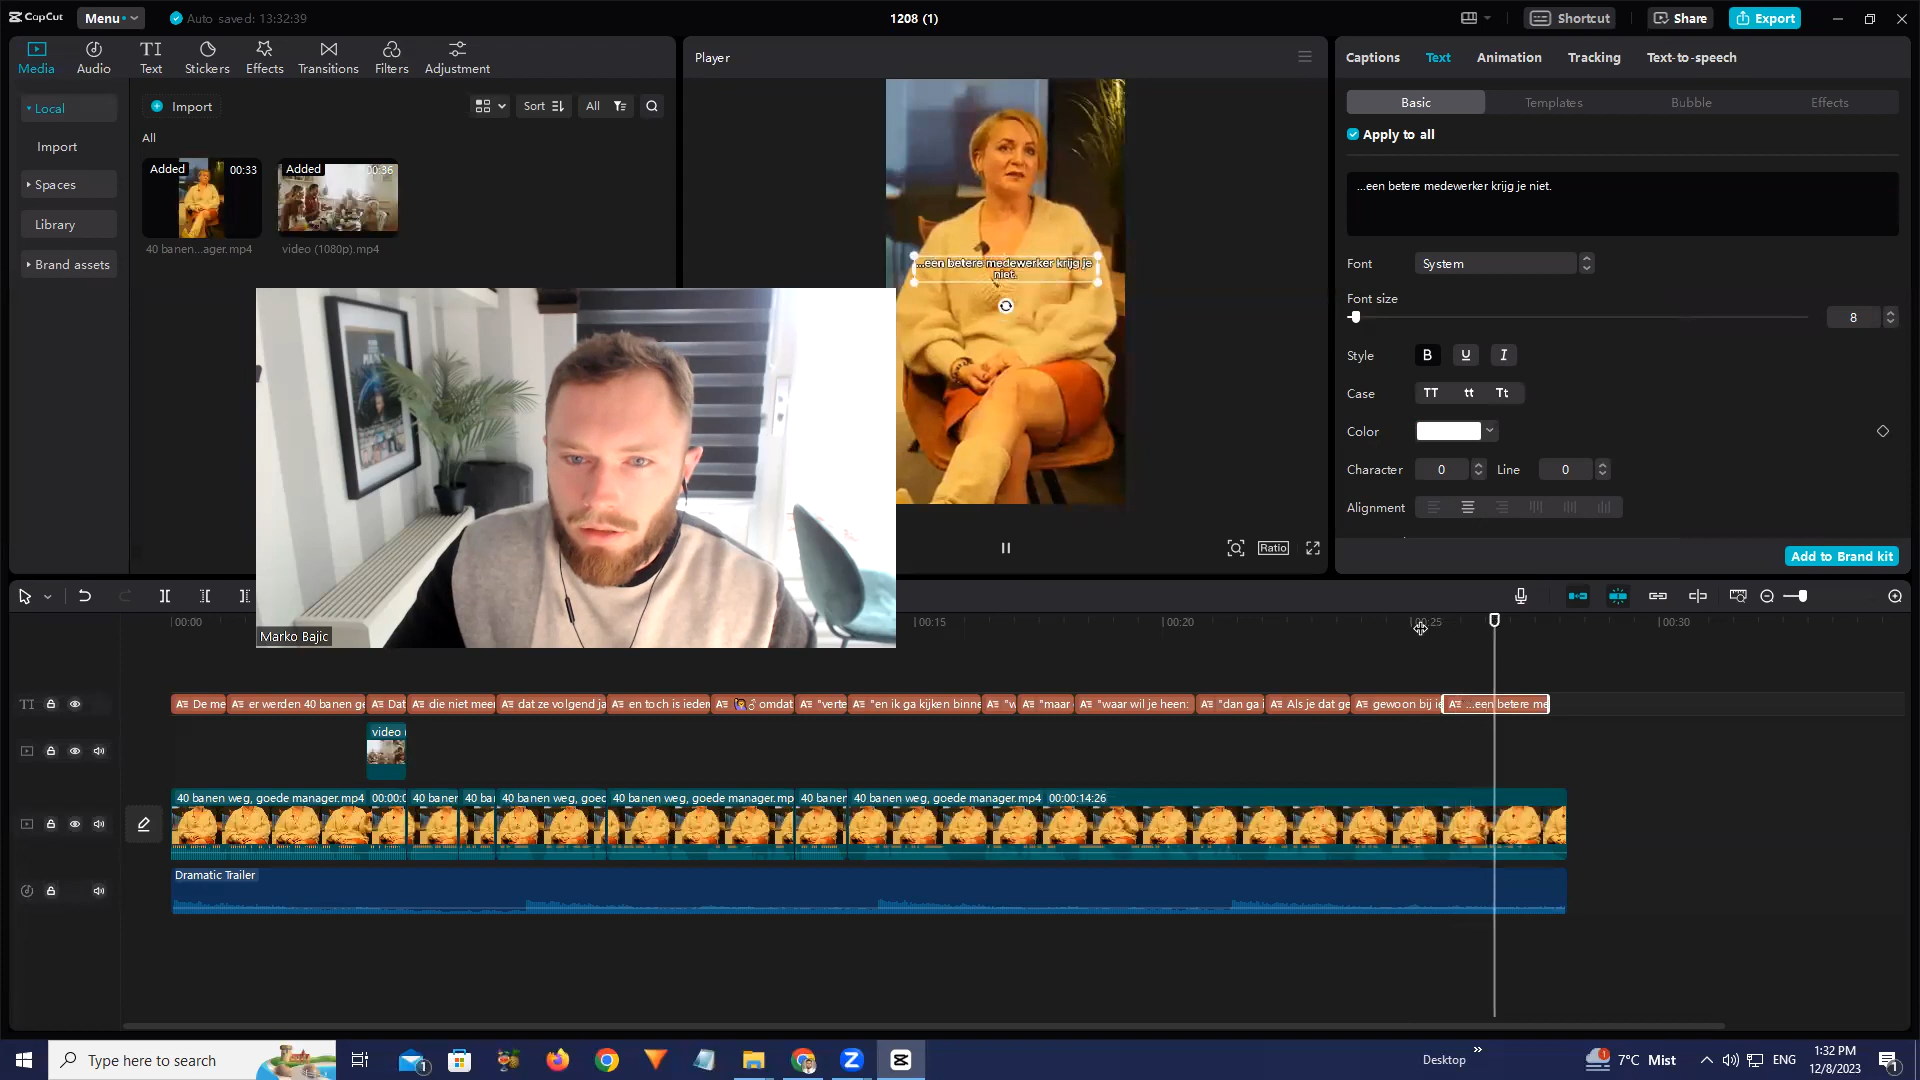 CapCut
Menu
Auto saved: 13:32:39
1208 (1)
Shortcut
Share
Export
Media
Audio
TI
Text
Stickers
Effects
Transitions
Filters
Adjustment
Player
Captions
Text
Animation
Tracking
Text-to-speech
Local
Import
Sort
All
Basic
Templates
Bubble
Effects
Import
All
Apply to all
Added
00:33
Added
00:36
Spaces
...een betere medewerker krijg je niet.
Library
40 banen...ager.mp4
video (1080p).mp4
Brand assets
...een betere medewerker krijg je
niet.
Font
System
Font size
8
Style
B
U
I
Case
TT
tt
Tt
Color
Character
0
Line
0
Alignment
Ratio
Add to Brand kit
Marko Bajic
00:00
00:15
00:20
00:25
00:30
TI
De me
er werden 40 banen ge
Dat
die niet meer
dat ze volgend ja
en toch is ieder
omdat
"verte
"en ik ga kijken binne
"w
"maar
"waar wil je heen:
"dan ga i
Als je dat ge
gewoon bij ie
...een betere me
video (
40 banen weg, goede manager.mp4
00:00:0
40 baner
40 bar
40 banen weg, goec
40 banen weg, goede manager.mp
40 baner
40 banen weg, goede manager.mp4
00:00:14:26
Dramatic Trailer
Type here to search
1
Desktop
1
7°C Mist
ENG
1:32 PM
12/8/2023
1